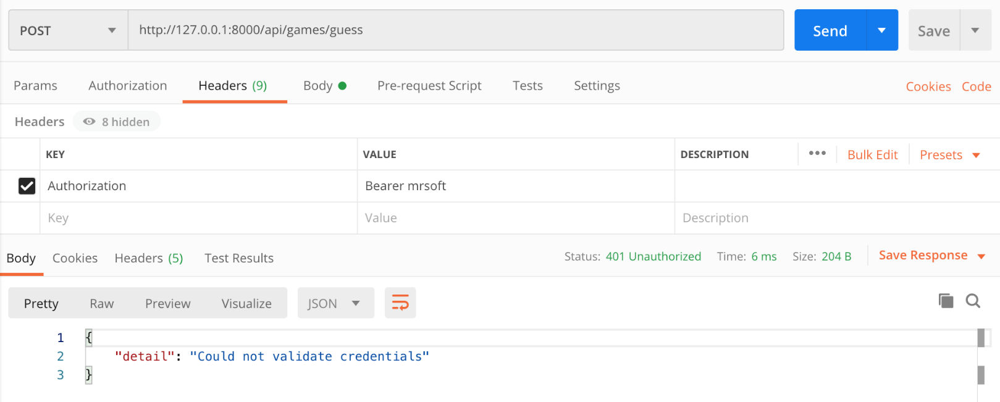 POST http://127.0.0.1:8000/api/games/guess Send Save
Params Authorization Headers (9) Body Pre-request Script Tests Settings Cookies Code
Headers 8 hidden
KEY VALUE DESCRIPTION ••• Bulk Edit Presets
Authorization Bearer mrsoft
Key Value Description
Body Cookies Headers (5) Test Results Status: 401 Unauthorized Time: 6 ms Size: 204 B Save Response
Pretty Raw Preview Visualize JSON
1 {
2 "detail": "Could not validate credentials"
3 }